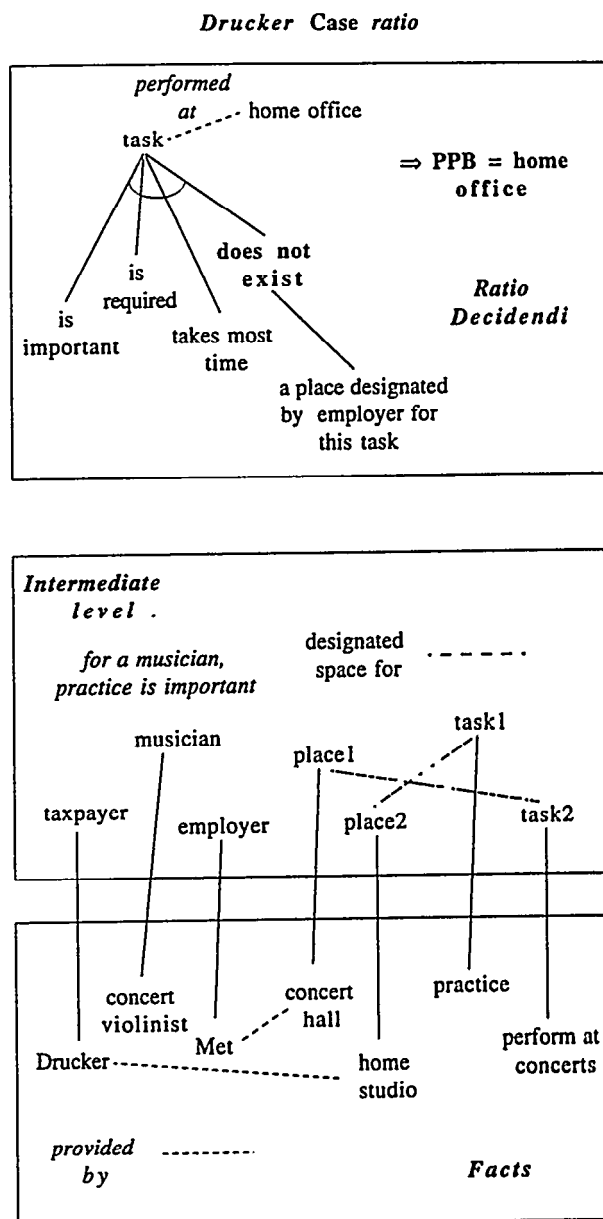 Drucker Case ratio
performed
at
home office
task
⇒ PPB = home
office
does not
exist
is
required
is
important
takes most
time
Ratio
Decidendi
a place designated
by employer for
this task
Intermediate
level .
for a musician,
practice is important
designated
space for
musician
task1
place1
taxpayer
employer
place2
task2
concert
violinist
Met
concert
hall
practice
Drucker
home
studio
perform at
concerts
provided
by
Facts